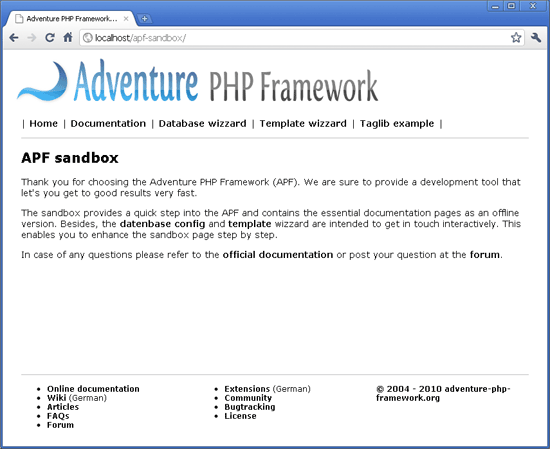 Adventure PHP Framework...
localhost/apf-sandbox/
Adventure PHP Framework
| Home | Documentation | Database wizzard | Template wizzard | Taglib example |
APF sandbox
Thank you for choosing the Adventure PHP Framework (APF). We are sure to provide a development tool that
let's you get to good results very fast.
The sandbox provides a quick step into the APF and contains the essential documentation pages as an offline
version. Besides, the datenbase config and template wizzard are intended to get in touch interactively. This
enables you to enhance the sandbox page step by step.
In case of any questions please refer to the official documentation or post your question at the forum.
Online documentation
Wiki (German)
Articles
FAQs
Forum
Extensions (German)
Community
Bugtracking
License
© 2004 - 2010 adventure-php-
framework.org